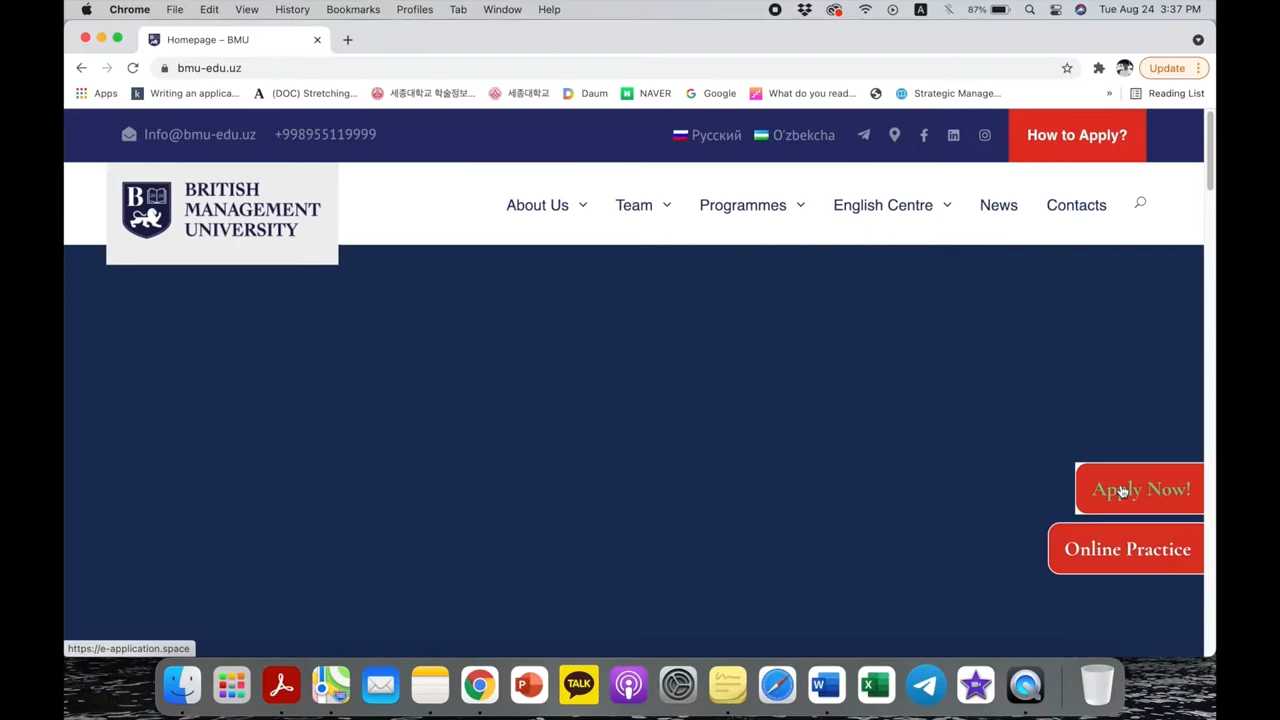 Chrome File Edit View History Bookmarks Profiles Tab Window Help A 87% Tue Aug 24 3:37 PM
Homepage – BMU
bmu-edu.uz Update
Apps Writing an applica... (DOC) Stretching... 세종대학교 학술정보... 세종대학교 Daum NAVER Google What do you read... Strategic Manage... » Reading List
Info@bmu-edu.uz +998955119999 Русский O'zbekcha How to Apply?
BRITISH
MANAGEMENT
UNIVERSITY
About Us Team Programmes English Centre News Contacts
Apply Now!
Online Practice
https://e-application.space
TALK